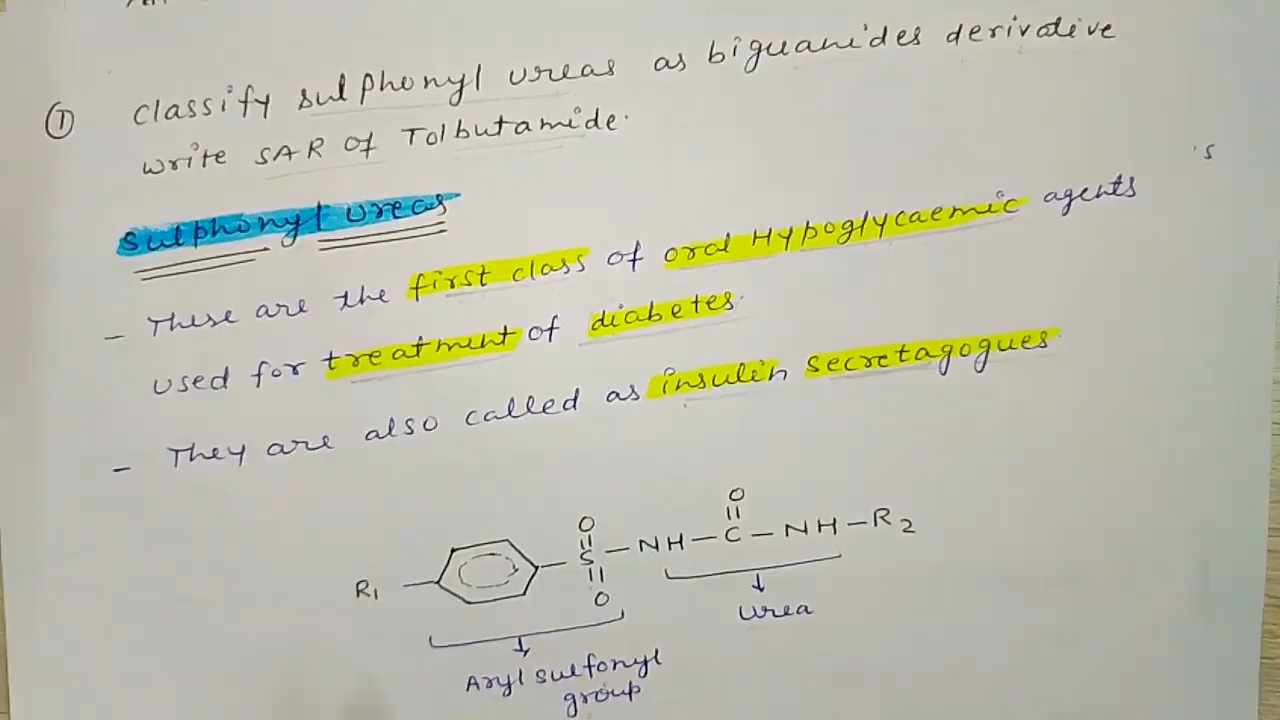 ① classify sulphonyl ureas as biguanides derivative
write SAR of Tolbutamide.
Sulphonyl Ureas
- These are the first class of oral Hypoglycaemic agents
used for treatment of diabetes.
- They are also called as insulin secretagogues.
O O
R1 S - NH - C - NH - R2
O
Urea
Aryl sulfonyl
group